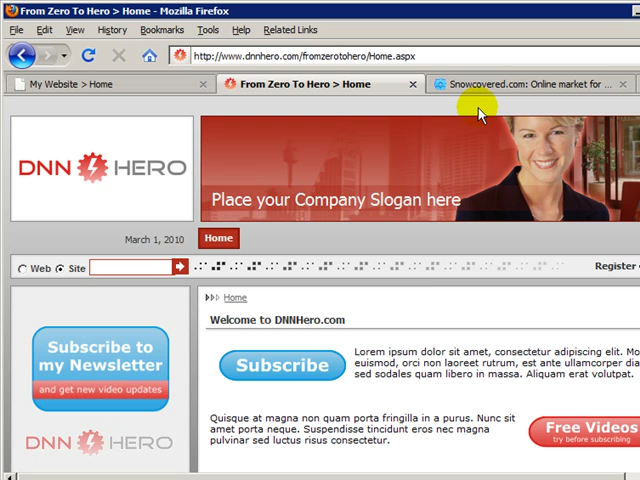 From Zero To Hero > Home - Mozilla Firefox
File Edit View History Bookmarks Tools Help Related Links
http://www.dnnhero.com/fromzerotohero/Home.aspx
My Website > Home
From Zero To Hero > Home
Snowcovered.com: Online market for ...
DNN HERO
Place your Company Slogan here
March 1, 2010
Home
Web Site
Register
Home
Welcome to DNNHero.com
Subscribe to
my Newsletter
and get new video updates
DNN HERO
Subscribe
Lorem ipsum dolor sit amet, consectetur adipiscing elit. Mo
euismod, orci non laoreet tincidunt, diam leo ullamcorper dia
sed sodales quam libero in massa. Aliquam erat volutpat.
Quisque at magna non quam porta fringilla in a purus. Nunc sit
amet porta neque. Suspendisse tincidunt eros nec magna
pulvinar sed luctus risus consectetur.
Free Videos
try before subscribing